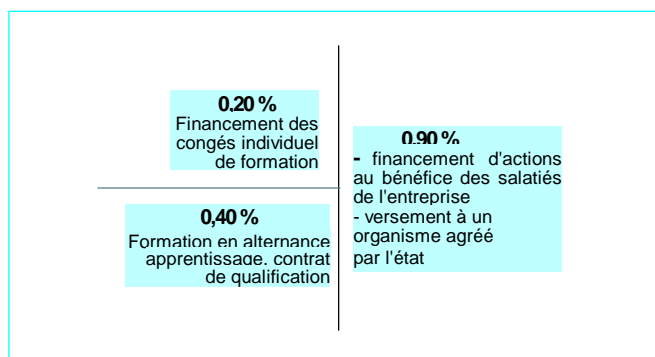 0,20 %
Financement des
congés individuel
de formation
0,40 %
Formation en alternance
apprentissage, contrat
de qualification
0,90 %
- financement d'actions
au bénéfice des salatiés
de l'entreprise
- versement à un
organisme agréé
par l'état